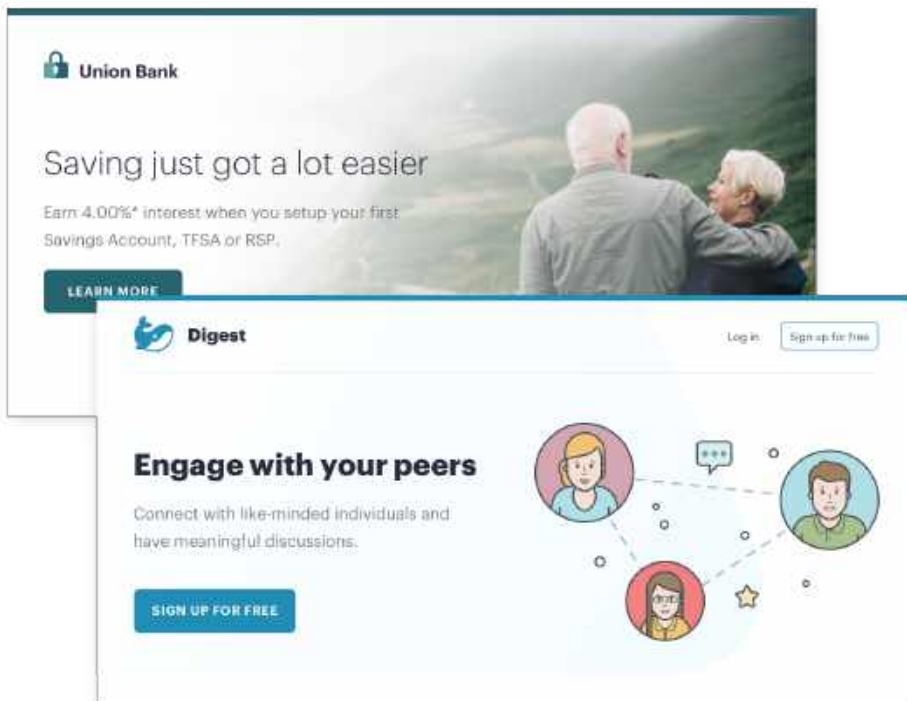 Union Bank
Saving just got a lot easier
Earn 4.00%* interest when you setup your first
Savings Account, TFSA or RSP.
LEARN MORE
Digest
Log in
Sign up for free
Engage with your peers
Connect with like-minded individuals and
have meaningful discussions.
SIGN UP FOR FREE